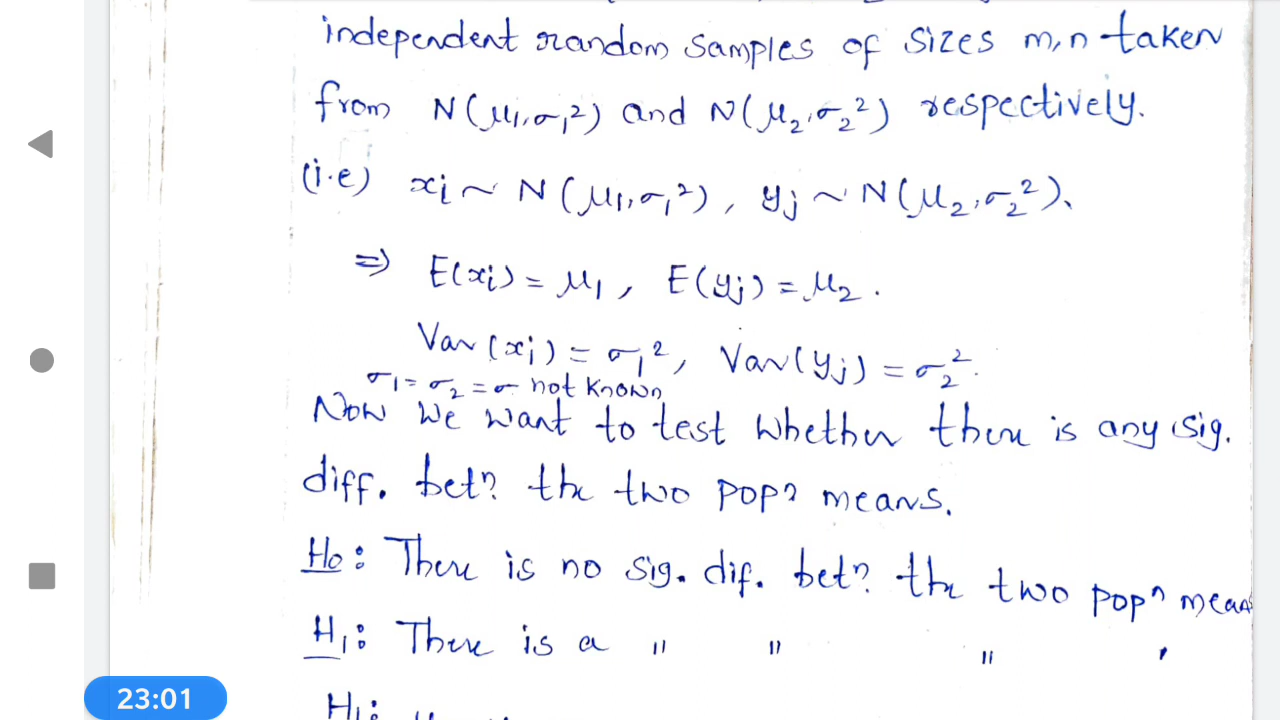 independent random samples of sizes m,n taken
from N(μ₁,σ₁²) and N(μ₂,σ₂²) respectively.
(i.e) xi ~ N(μ₁,σ₁²), yj ~ N(μ₂,σ₂²).
⇒ E(xi) = μ₁, E(yj) = μ₂.
Var(xi) = σ₁², Var(yj) = σ₂².
σ₁ = σ₂ = σ not known
Now we want to test whether there is any sig.
diff. betⁿ the two popⁿ means.
H₀: There is no sig. dif. betⁿ the two popⁿ means
H₁: There is a " " " .
H₁:
23:01